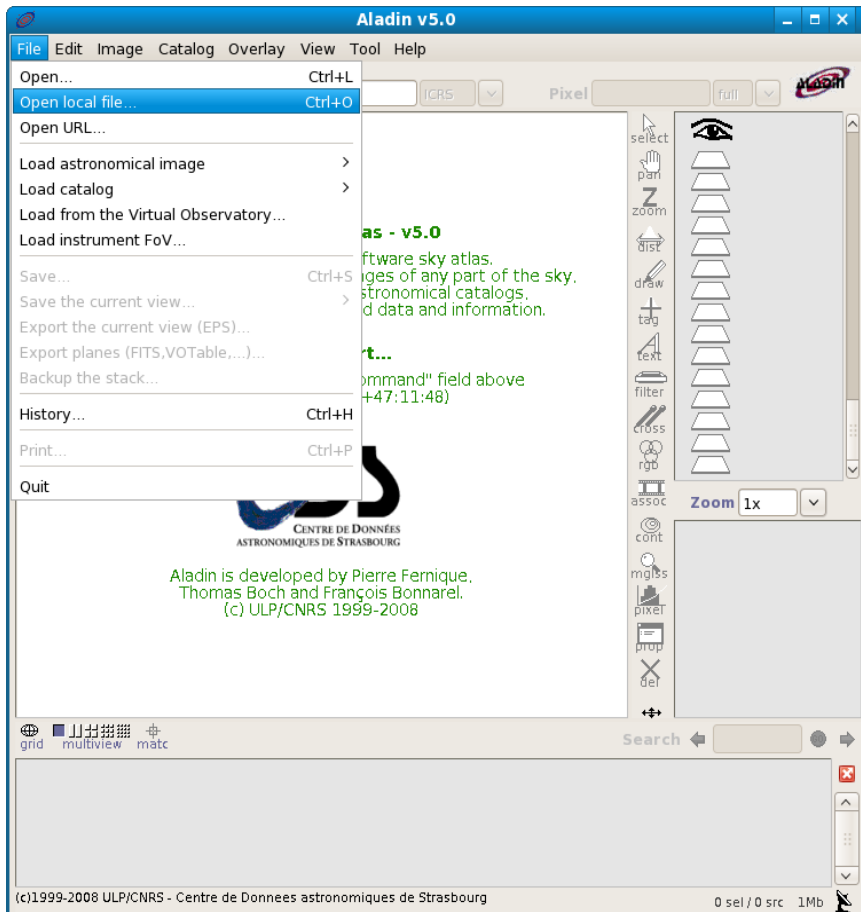 Aladin v5.0
File Edit Image Catalog Overlay View Tool Help
Open... Ctrl+L
Open local file... Ctrl+O
Open URL...
Load astronomical image
Load catalog
Load from the Virtual Observatory...
Load instrument FoV...
Save... Ctrl+S
Save the current view...
Export the current view (EPS)...
Export planes (FITS,VOTable,...)...
Backup the stack...
History... Ctrl+H
Print... Ctrl+P
Quit
ICRS
Pixel
full
Aladin
as - v5.0
ftware sky atlas.
ges of any part of the sky,
stronomical catalogs,
d data and information.
rt...
ommand" field above
+47:11:48)
CENTRE DE DONNÉES
ASTRONOMIQUES DE STRASBOURG
Aladin is developed by Pierre Fernique,
Thomas Boch and François Bonnarel.
(c) ULP/CNRS 1999-2008
select
pan
zoom
dist
draw
tag
text
filter
cross
rgb
assoc
cont
mglss
pixel
prop
del
Zoom 1x
grid multiview matc
Search
(c)1999-2008 ULP/CNRS - Centre de Donnees astronomiques de Strasbourg
0 sel / 0 src 1Mb